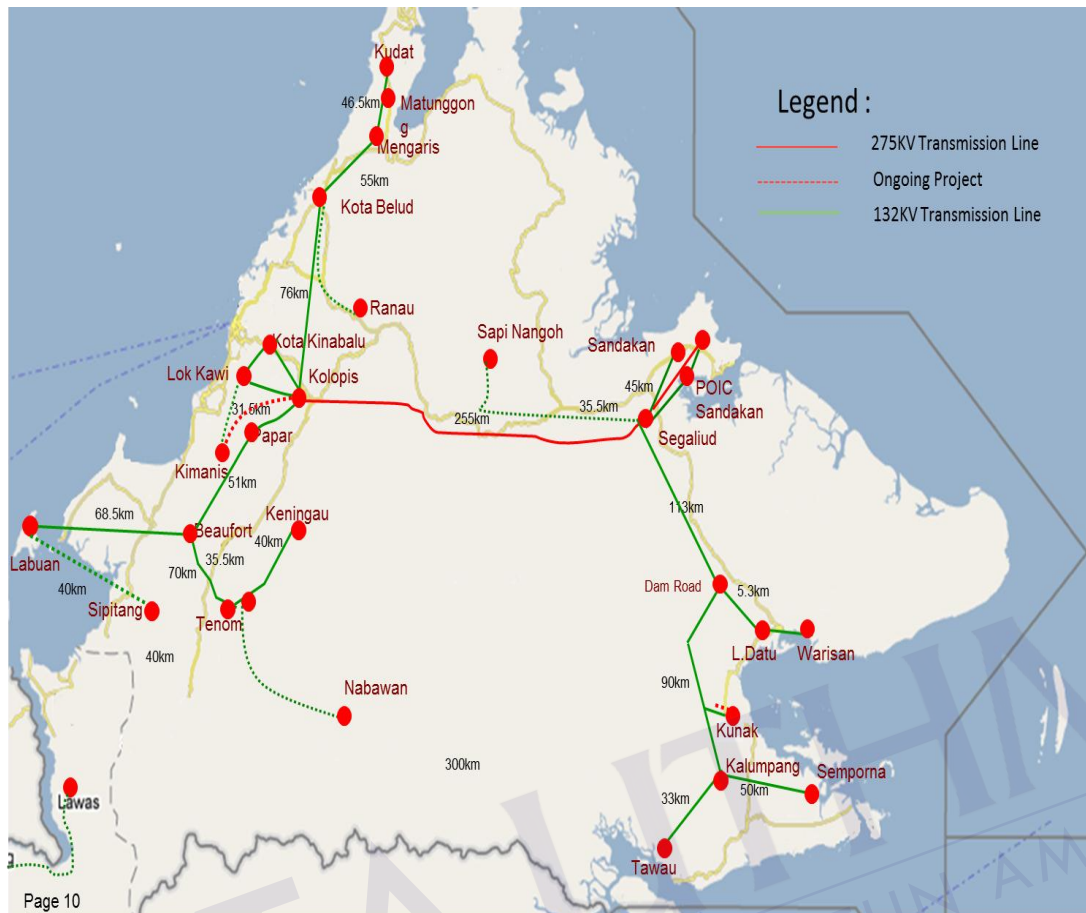 Kudat
46.5km
Matunggon
g
Mengaris
55km
Kota Belud
Legend :
275KV Transmission Line
Ongoing Project
132KV Transmission Line
76km
Ranau
Kota Kinabalu
Sapi Nangoh
Sandakan
Lok Kawi
Kolopis
45km
POIC
Sandakan
31.5km
255km
35.5km
Papar
Segaliud
Kimanis
51km
113km
68.5km
Beaufort
Keningau
40km
35.5km
Labuan
70km
40km
Sipitang
Tenom
Dam Road
5.3km
40km
L.Datu
Warisan
Nabawan
90km
Kunak
300km
Kalumpang
Semporna
33km
50km
Lawas
Tawau
Page 10